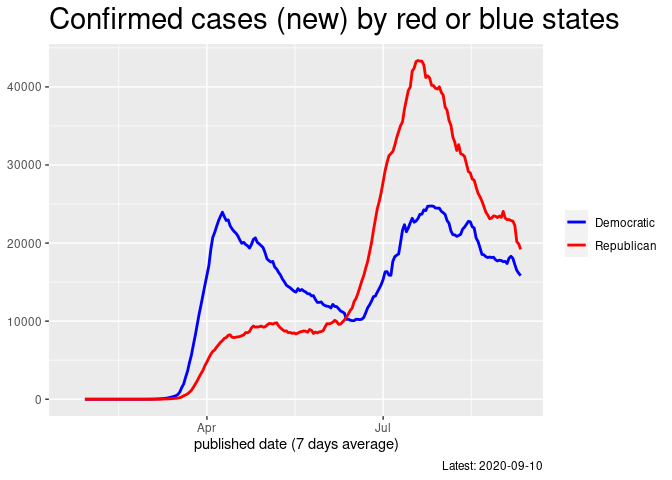 Confirmed cases (new) by red or blue states
40000
30000
20000
10000
0
Apr
Jul
published date (7 days average)
Democratic
Republican
Latest: 2020-09-10